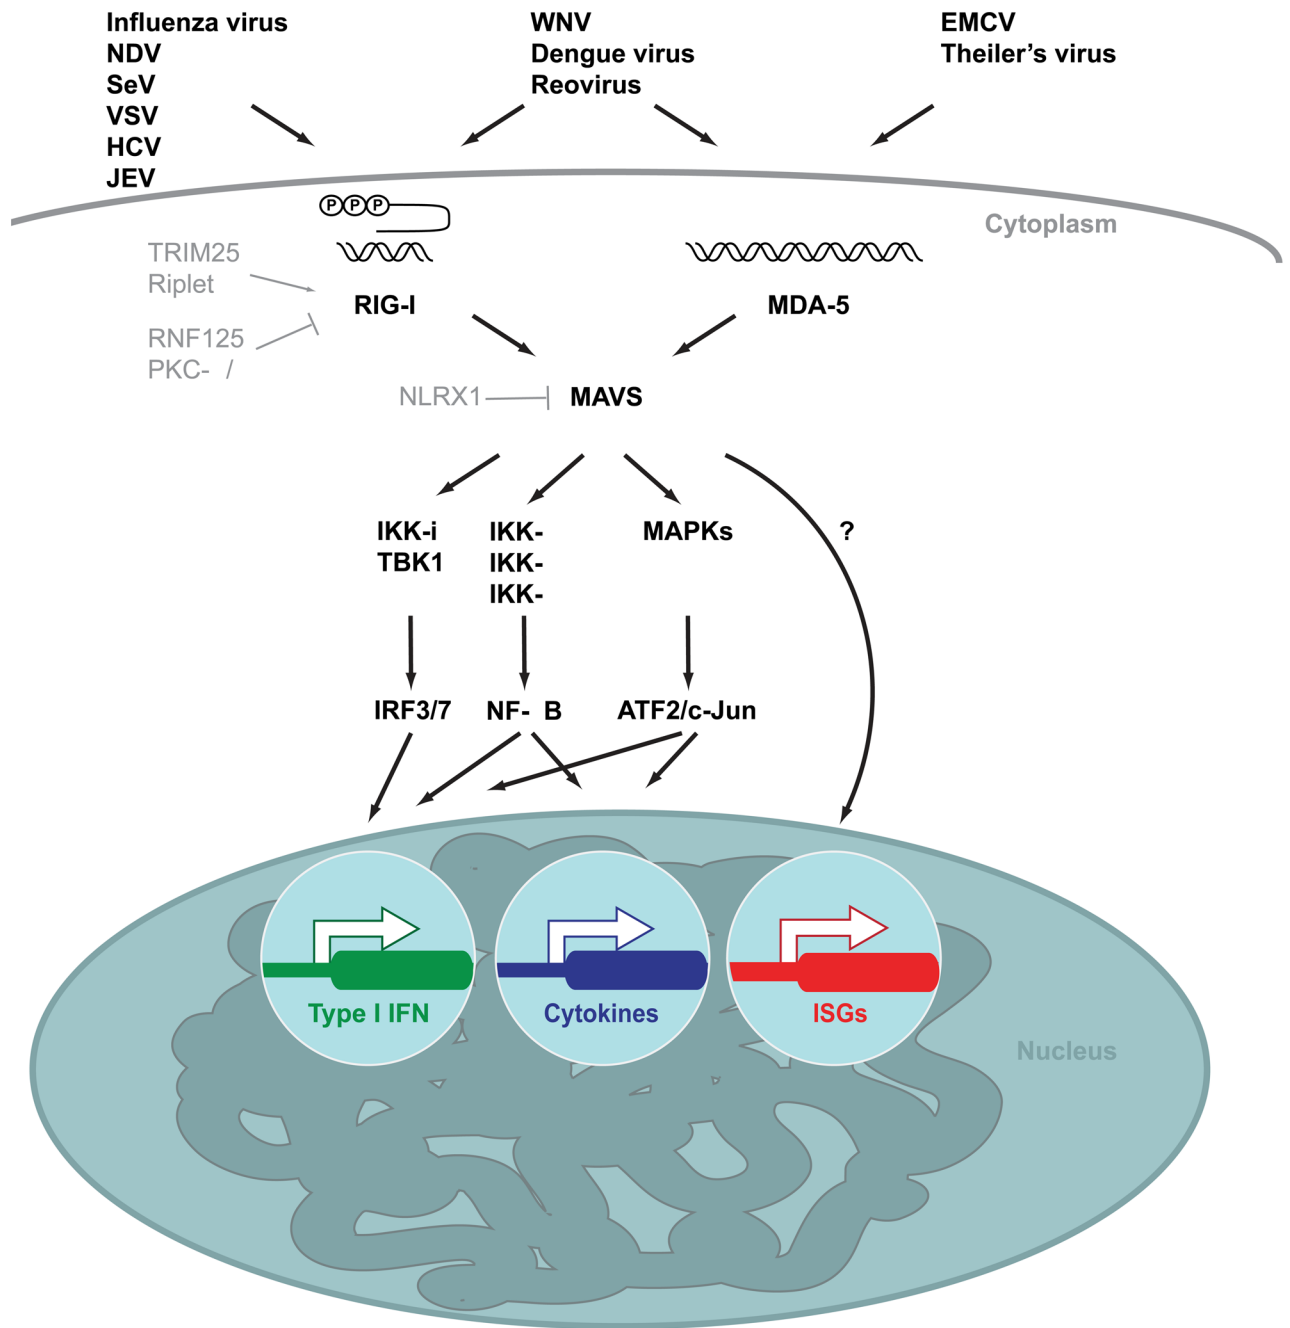 Influenza virus
NDV
SeV
VSV
HCV
JEV
WNV
Dengue virus
Reovirus
EMCV
Theiler’s virus
Cytoplasm
P P P
TRIM25
Riplet
RIG-I
MDA-5
RNF125
PKC- /
NLRX1
MAVS
IKK-i
TBK1
IKK-
IKK-
IKK-
MAPKs
?
IRF3/7
NF- B
ATF2/c-Jun
Type I IFN
Cytokines
ISGs
Nucleus